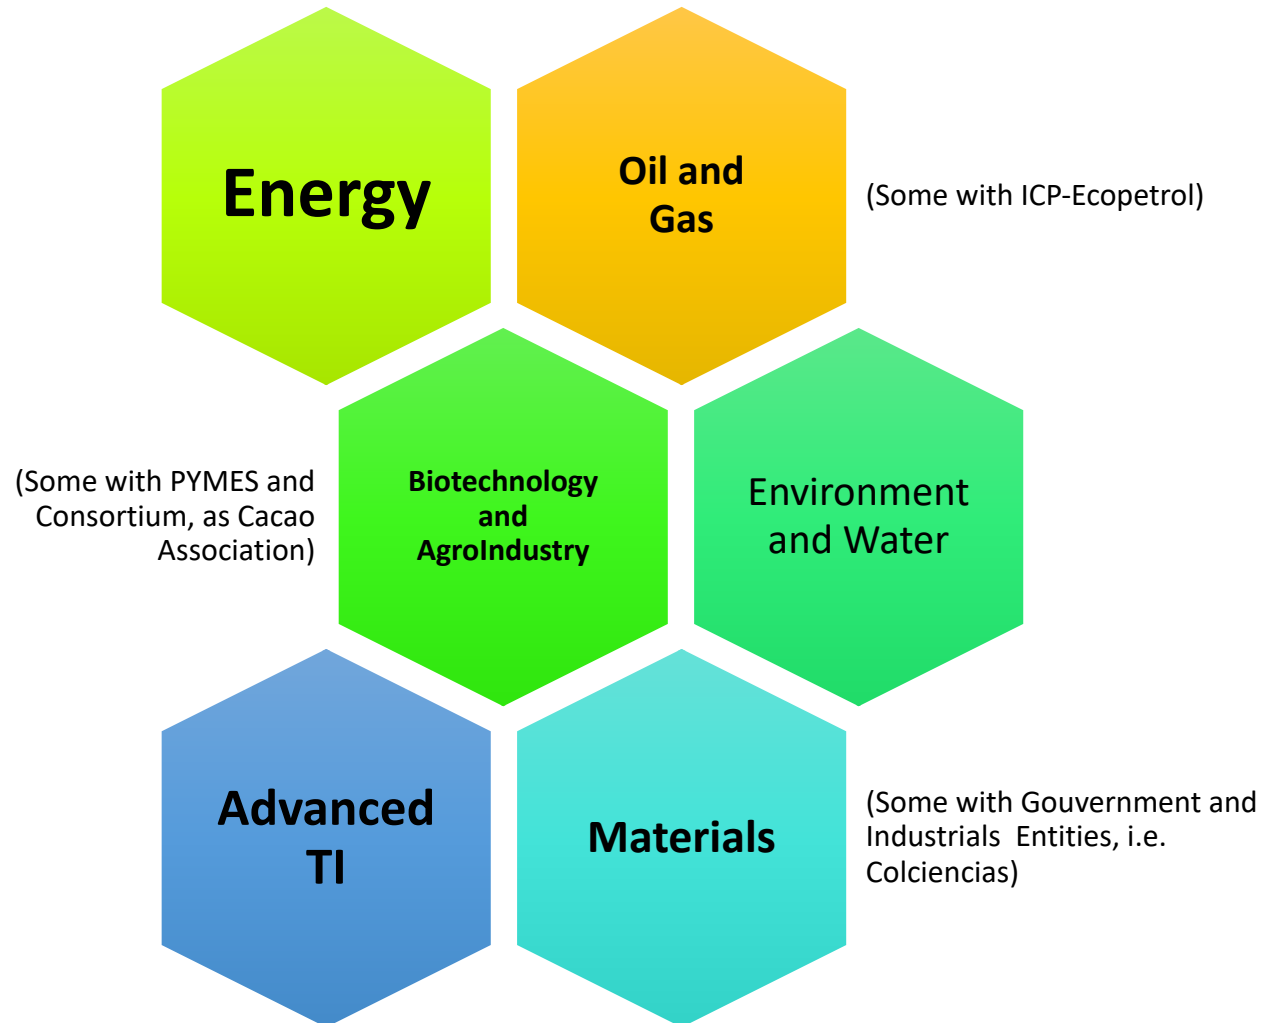 Energy
Oil and
Gas
(Some with ICP-Ecopetrol)
(Some with PYMES and
Consortium, as Cacao
Association)
Biotechnology
and
AgroIndustry
Environment
and Water
Advanced
TI
Materials
(Some with Gouvernment and
Industrials  Entities, i.e.
Colciencias)